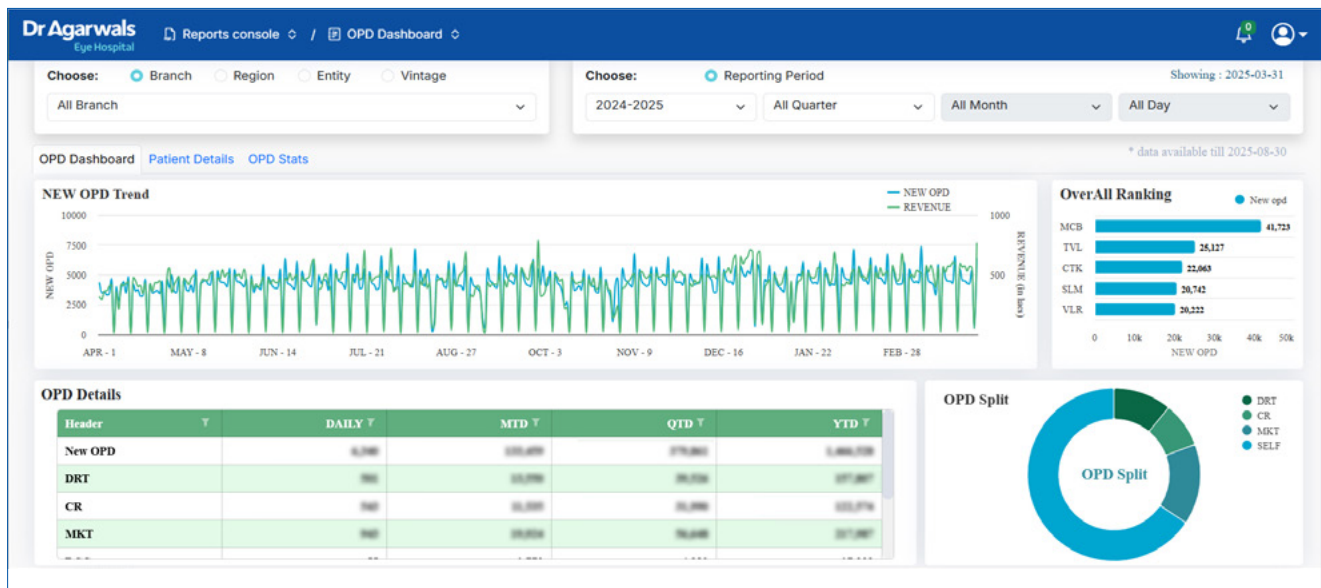 Dr Agarwals
Eye Hospital
Reports console / OPD Dashboard
0
Choose: Branch Region Entity Vintage
All Branch
Choose: Reporting Period
Showing : 2025-03-31
2024-2025 All Quarter All Month All Day
OPD Dashboard Patient Details OPD Stats
* data available till 2025-08-30
NEW OPD Trend
NEW OPD
REVENUE
10000
7500
5000
2500
0
NEW OPD
1000
500
REVENUE (in lacs)
APR - 1 MAY - 8 JUN - 14 JUL - 21 AUG - 27 OCT - 3 NOV - 9 DEC - 16 JAN - 22 FEB - 28
OverAll Ranking
New opd
MCB 41,723
TVL 25,127
CTK 22,063
SLM 20,742
VLR 20,222
0 10k 20k 30k 40k 50k
NEW OPD
OPD Details
Header DAILY MTD QTD YTD
New OPD
DRT
CR
MKT
OPD Split
OPD Split
DRT
CR
MKT
SELF